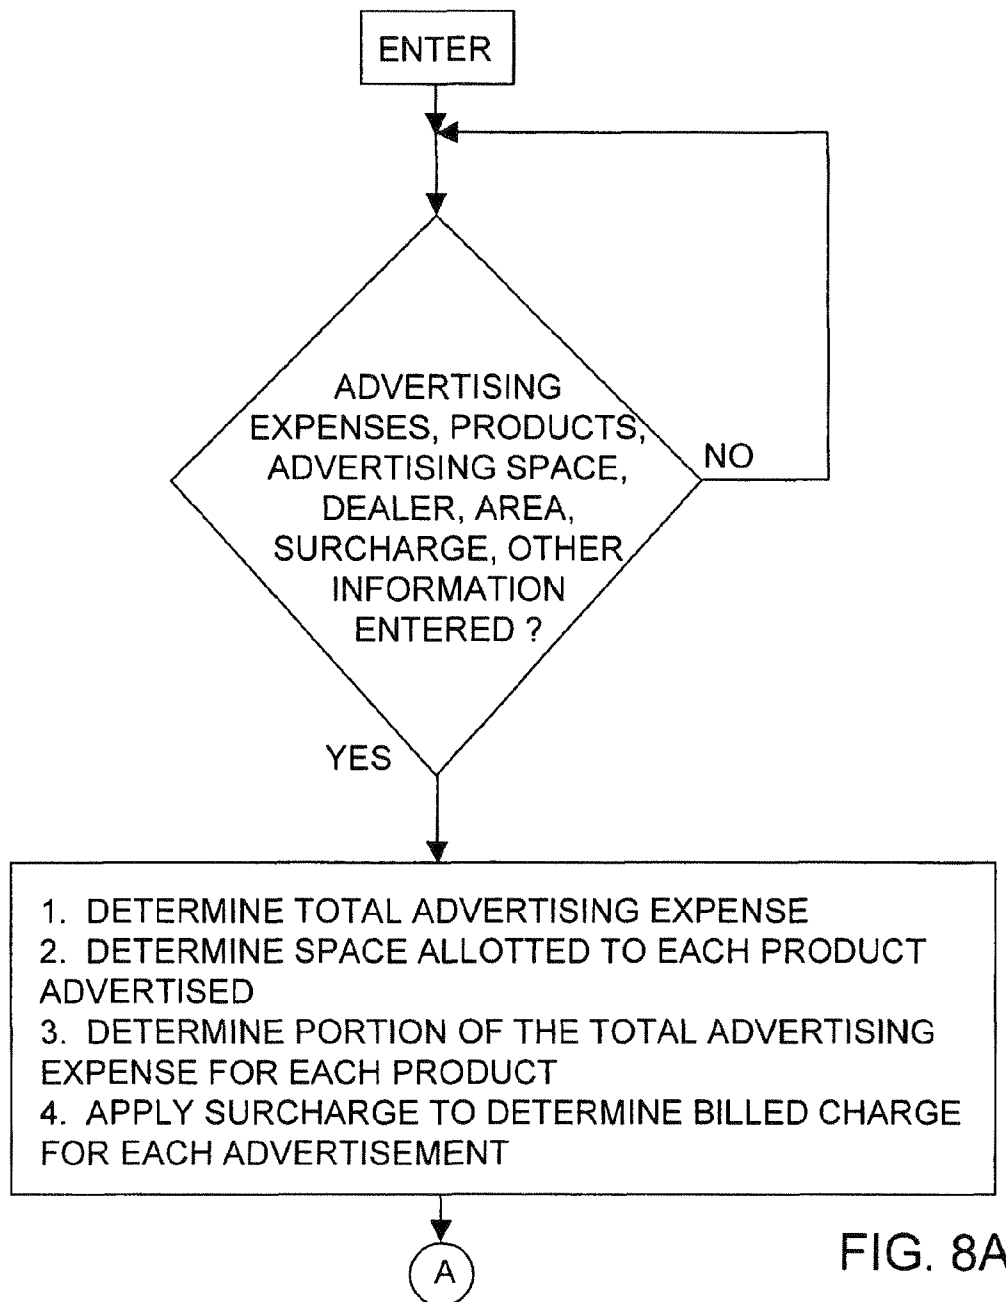 ENTER
ADVERTISING
EXPENSES, PRODUCTS,
ADVERTISING SPACE,
DEALER, AREA,
SURCHARGE, OTHER
INFORMATION
ENTERED ?
NO
YES
1. DETERMINE TOTAL ADVERTISING EXPENSE
2. DETERMINE SPACE ALLOTTED TO EACH PRODUCT
ADVERTISED
3. DETERMINE PORTION OF THE TOTAL ADVERTISING
EXPENSE FOR EACH PRODUCT
4. APPLY SURCHARGE TO DETERMINE BILLED CHARGE
FOR EACH ADVERTISEMENT
A
FIG. 8A